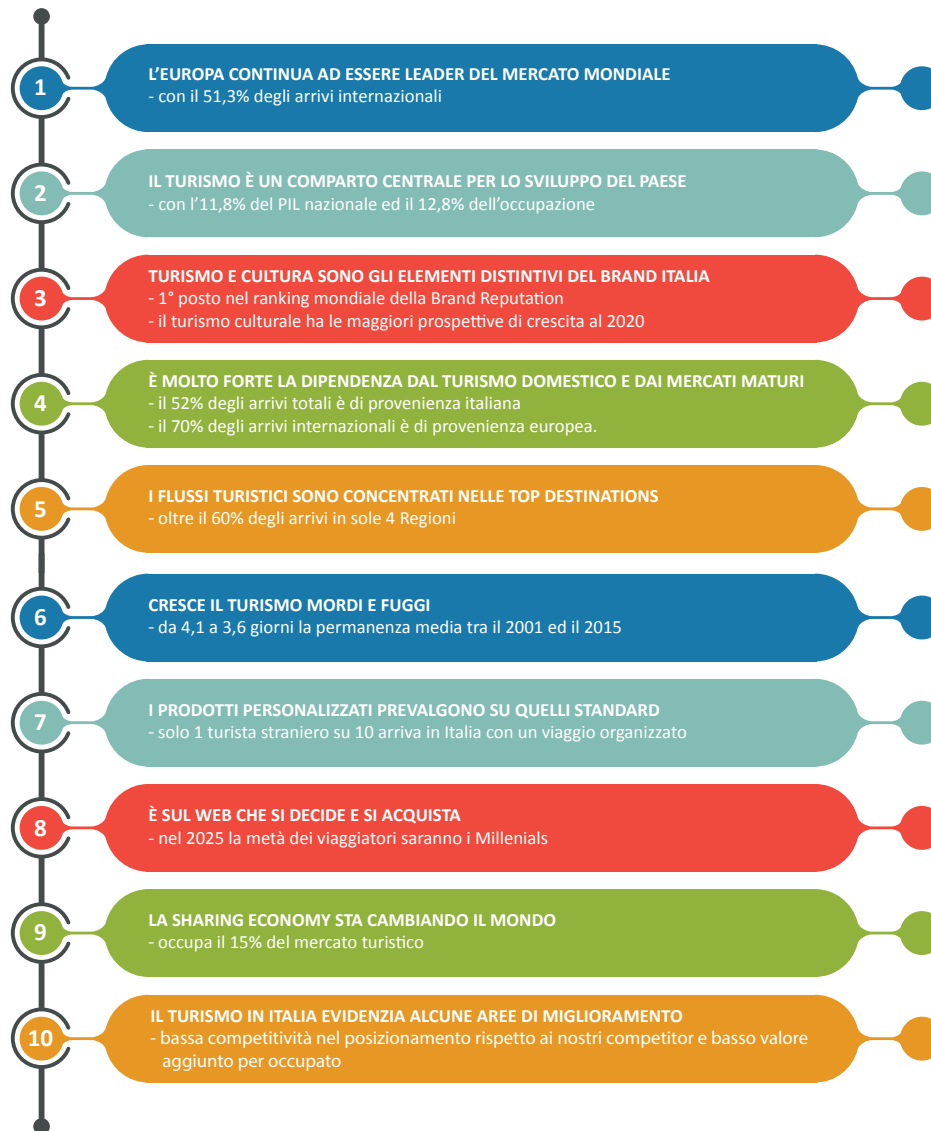 1
L'EUROPA CONTINUA AD ESSERE LEADER DEL MERCATO MONDIALE
- con il 51,3% degli arrivi internazionali
2
IL TURISMO È UN COMPARTO CENTRALE PER LO SVILUPPO DEL PAESE
- con l'11,8% del PIL nazionale ed il 12,8% dell'occupazione
3
TURISMO E CULTURA SONO GLI ELEMENTI DISTINTIVI DEL BRAND ITALIA
- 1° posto nel ranking mondiale della Brand Reputation
- il turismo culturale ha le maggiori prospettive di crescita al 2020
4
È MOLTO FORTE LA DIPENDENZA DAL TURISMO DOMESTICO E DAI MERCATI MATURI
- il 52% degli arrivi totali è di provenienza italiana
- il 70% degli arrivi internazionali è di provenienza europea.
5
I FLUSSI TURISTICI SONO CONCENTRATI NELLE TOP DESTINATIONS
- oltre il 60% degli arrivi in sole 4 Regioni
6
CRESCE IL TURISMO MORDI E FUGGI
- da 4,1 a 3,6 giorni la permanenza media tra il 2001 ed il 2015
7
I PRODOTTI PERSONALIZZATI PREVALGONO SU QUELLI STANDARD
- solo 1 turista straniero su 10 arriva in Italia con un viaggio organizzato
8
È SUL WEB CHE SI DECIDE E SI ACQUISTA
- nel 2025 la metà dei viaggiatori saranno i Millenials
9
LA SHARING ECONOMY STA CAMBIANDO IL MONDO
- occupa il 15% del mercato turistico
10
IL TURISMO IN ITALIA EVIDENZIA ALCUNE AREE DI MIGLIORAMENTO
- bassa competitività nel posizionamento rispetto ai nostri competitor e basso valore
aggiunto per occupato